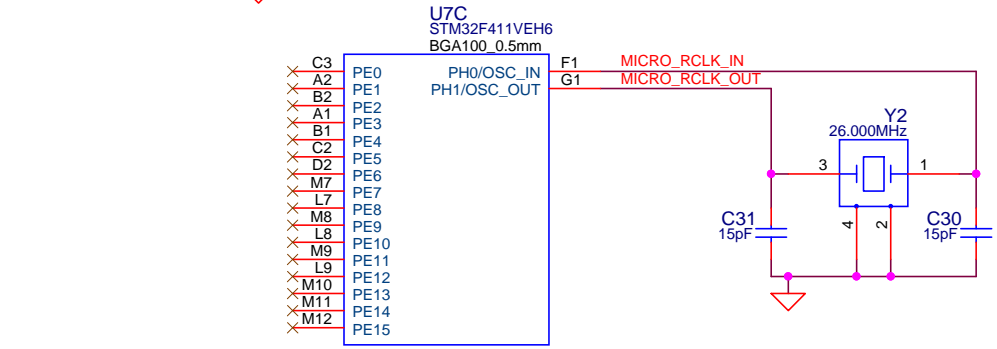 U7C
STM32F411VEH6
BGA100_0.5mm
C3 PE0 PH0/OSC_IN F1 MICRO_RCLK_IN
A2 PE1 PH1/OSC_OUT G1 MICRO_RCLK_OUT
B2 PE2
A1 PE3
B1 PE4
C2 PE5
D2 PE6
M7 PE7
L7 PE8
M8 PE9
L8 PE10
M9 PE11
L9 PE12
M10 PE13
M11 PE14
M12 PE15
Y2
26.000MHz
3 1
4 2
C31
15pF
C30
15pF